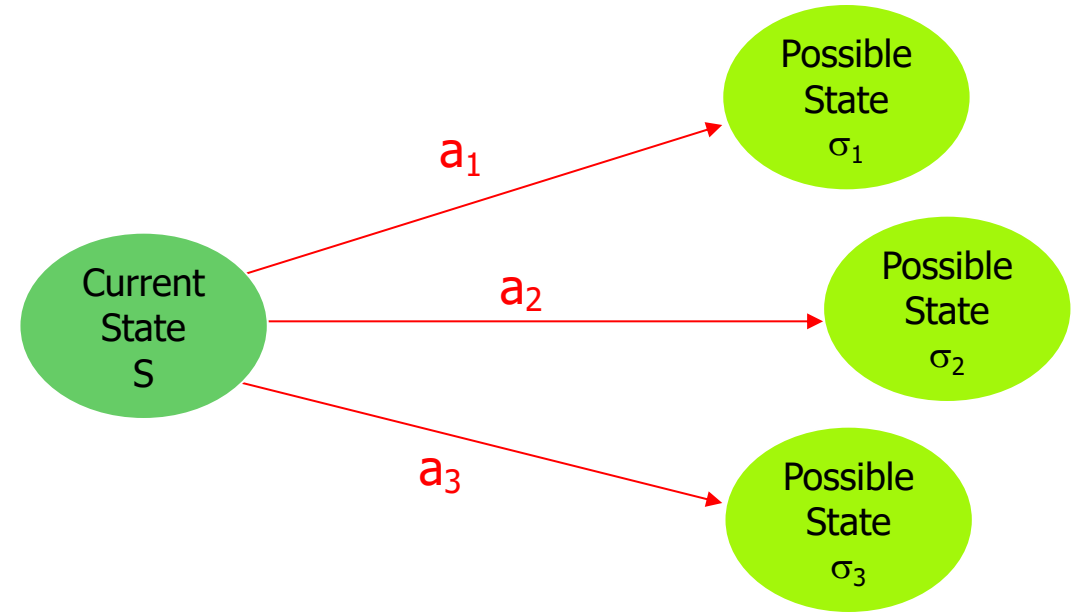 Possible
State
σ₁
a₁
Current
State
S
a₂
Possible
State
σ₂
a₃
Possible
State
σ₃